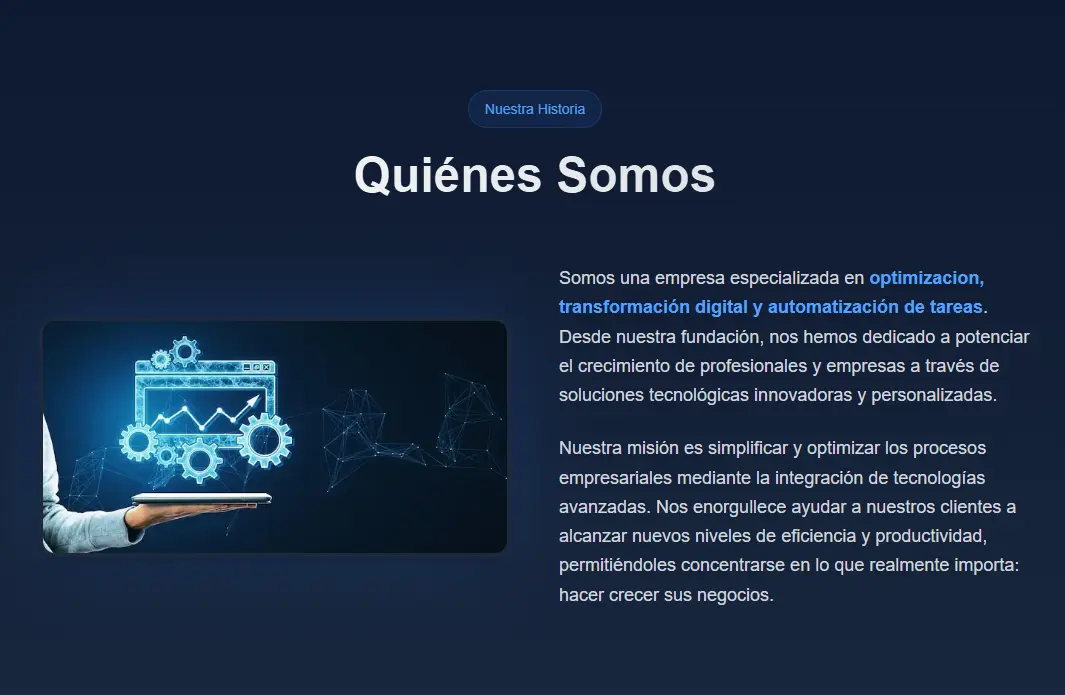 Nuestra Historia
Quiénes Somos
Somos una empresa especializada en optimizacion,
transformación digital y automatización de tareas.
Desde nuestra fundación, nos hemos dedicado a potenciar
el crecimiento de profesionales y empresas a través de
soluciones tecnológicas innovadoras y personalizadas.
Nuestra misión es simplificar y optimizar los procesos
empresariales mediante la integración de tecnologías
avanzadas. Nos enorgullece ayudar a nuestros clientes a
alcanzar nuevos niveles de eficiencia y productividad,
permitiéndoles concentrarse en lo que realmente importa:
hacer crecer sus negocios.